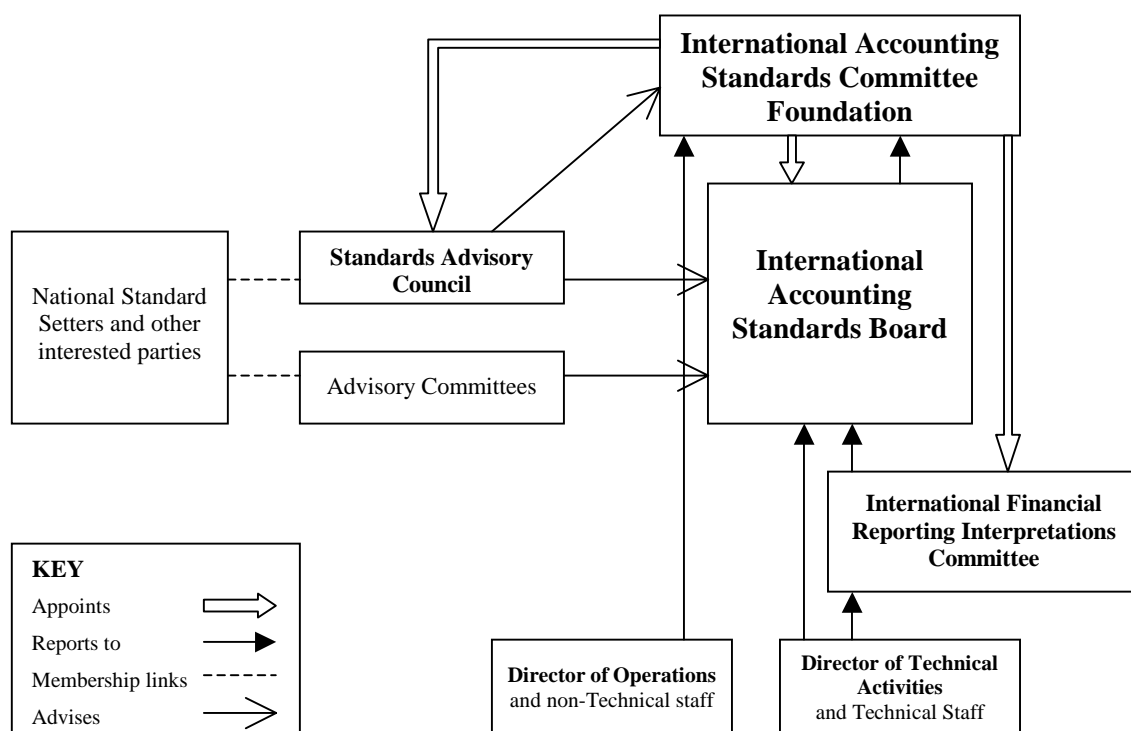 International Accounting
Standards Committee
Foundation
Standards Advisory
Council
International
Accounting
Standards Board
National Standard
Setters and other
interested parties
Advisory Committees
International Financial
Reporting Interpretations
Committee
KEY
Appoints
Reports to
Membership links
Advises
Director of Operations
and non-Technical staff
Director of Technical
Activities
and Technical Staff